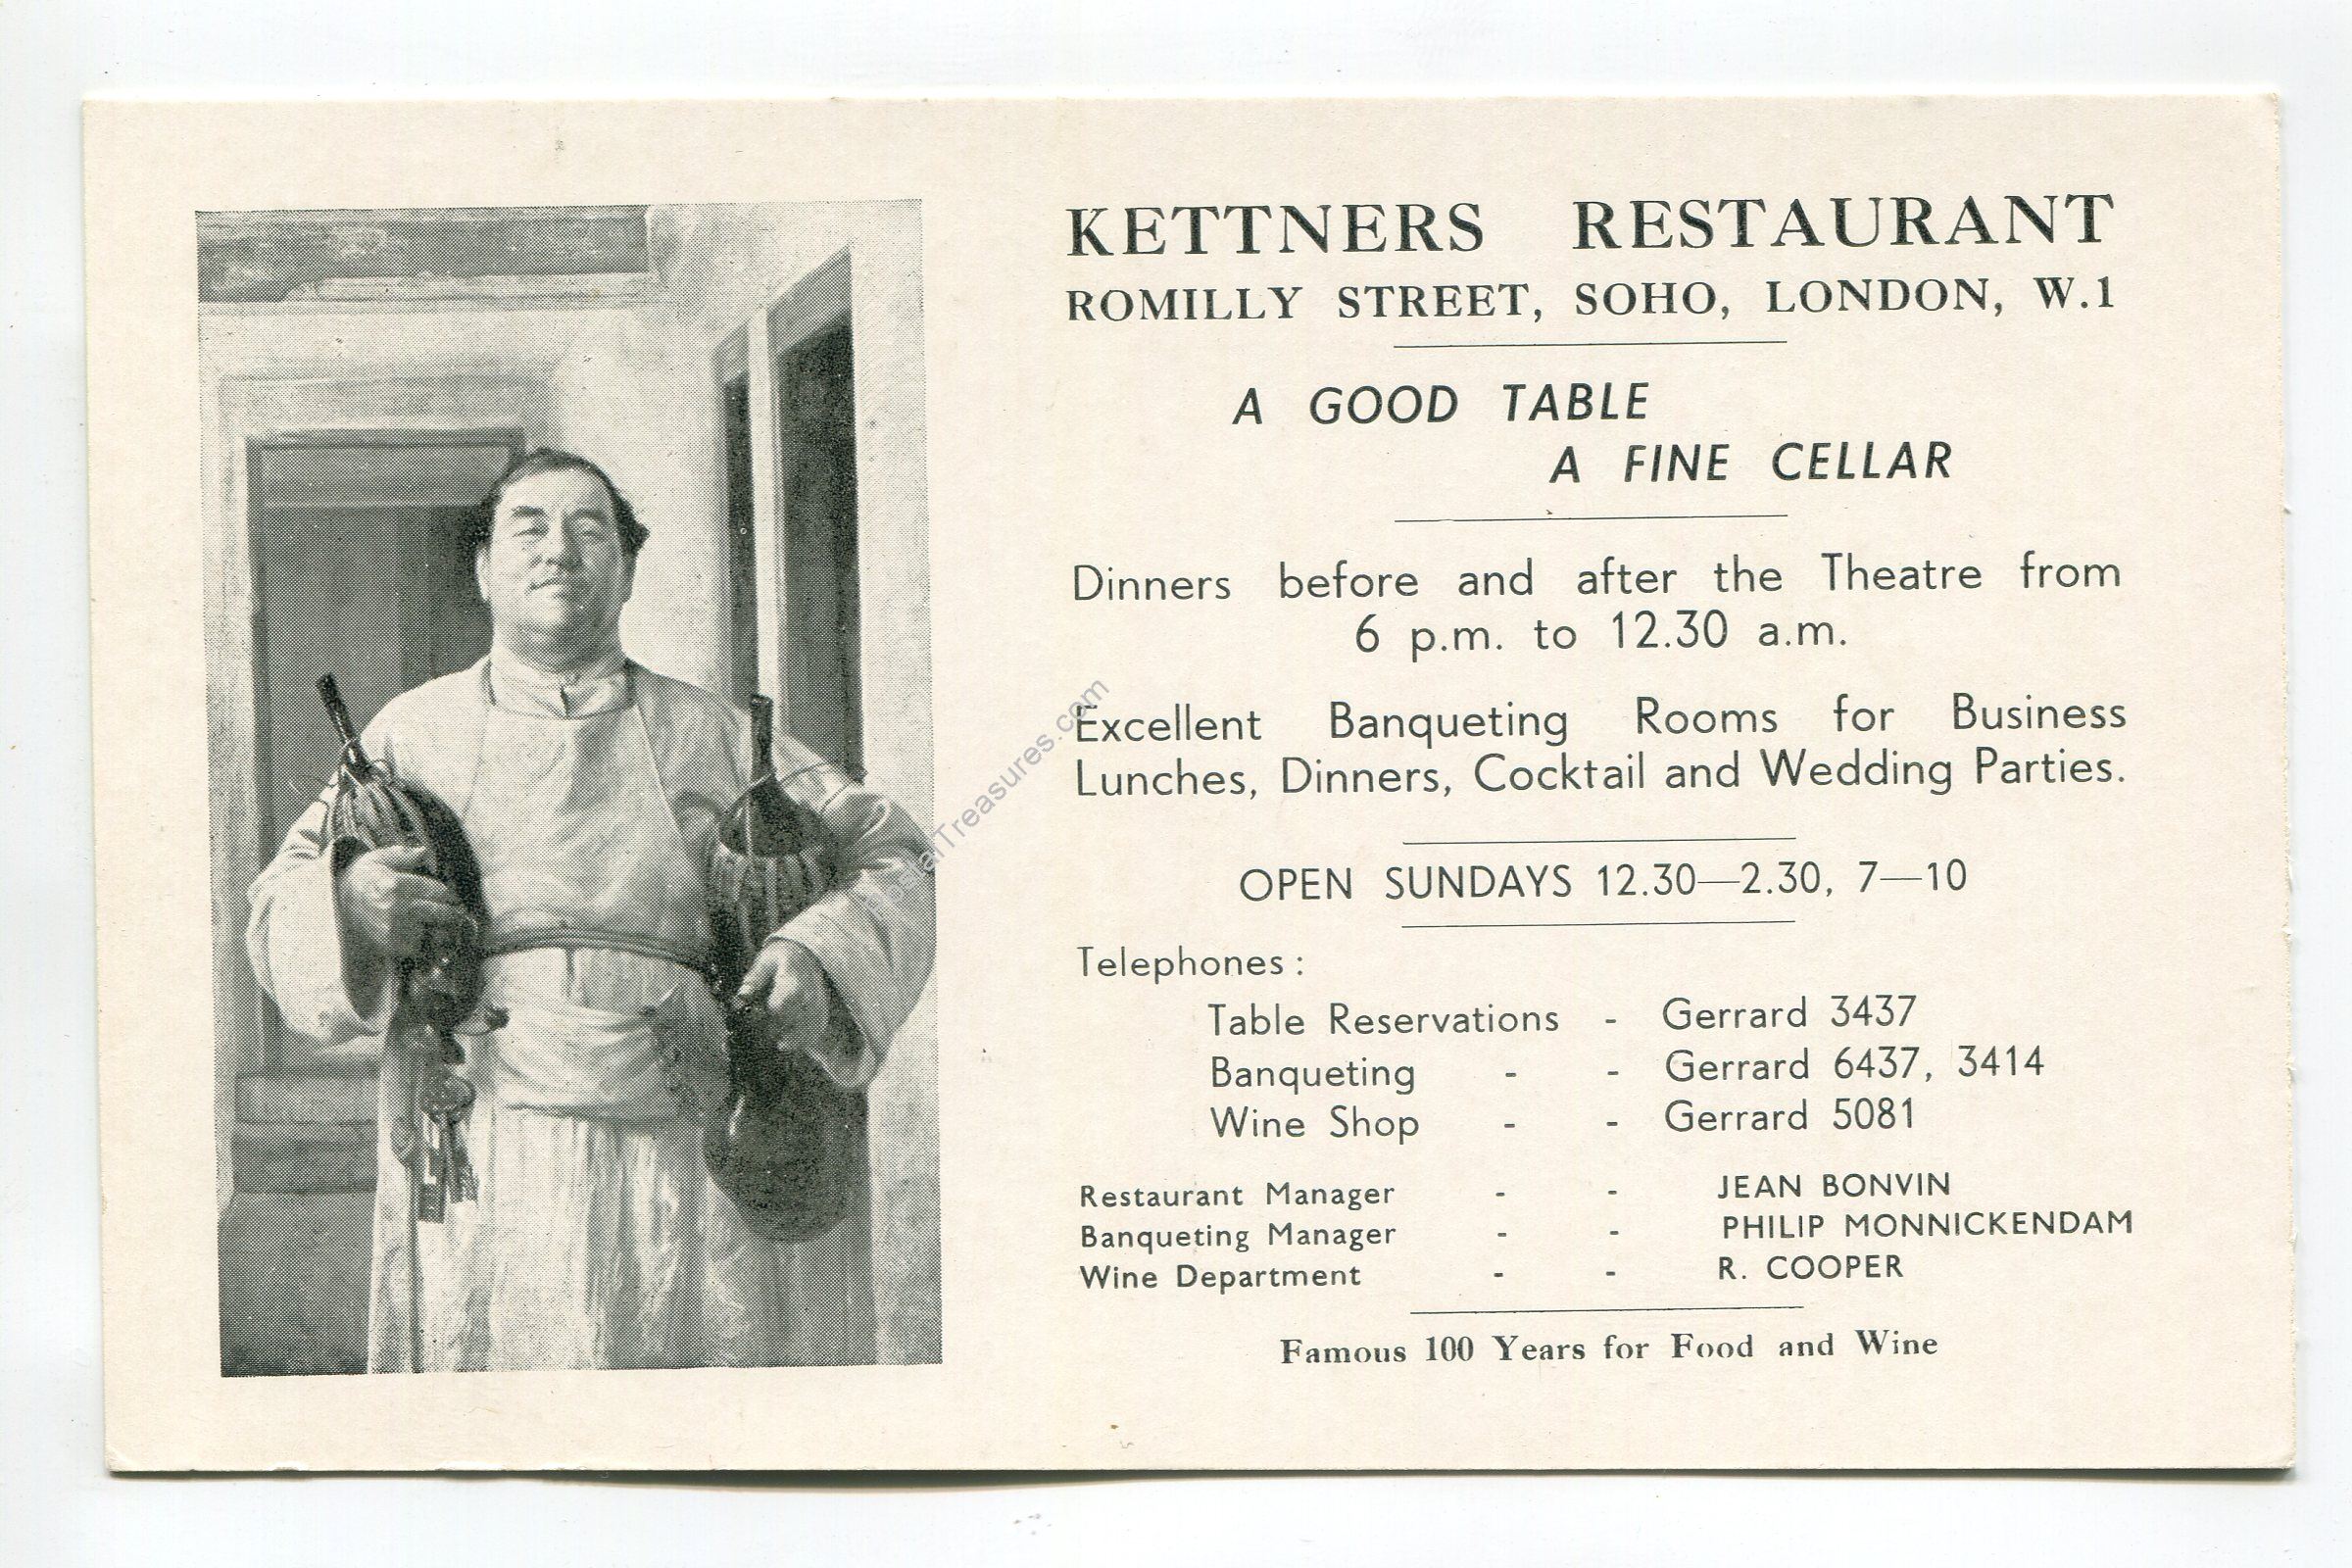 KETTNERS RESTAURANT
ROMILLY STREET, SOHO, LONDON, W.1
A GOOD TABLE
A FINE CELLAR
Dinners before and after the Theatre from
6 p.m. to 12.30 a.m.
Excellent Banqueting Rooms for Business
Lunches, Dinners, Cocktail and Wedding Parties.
OPEN SUNDAYS 12.30—2.30, 7—10
Telephones :
Table Reservations - Gerrard 3437
Banqueting - - Gerrard 6437, 3414
Wine Shop - - Gerrard 5081
Restaurant Manager - - JEAN BONVIN
Banqueting Manager - - PHILIP MONNICKENDAM
Wine Department - - R. COOPER
Famous 100 Years for Food and Wine